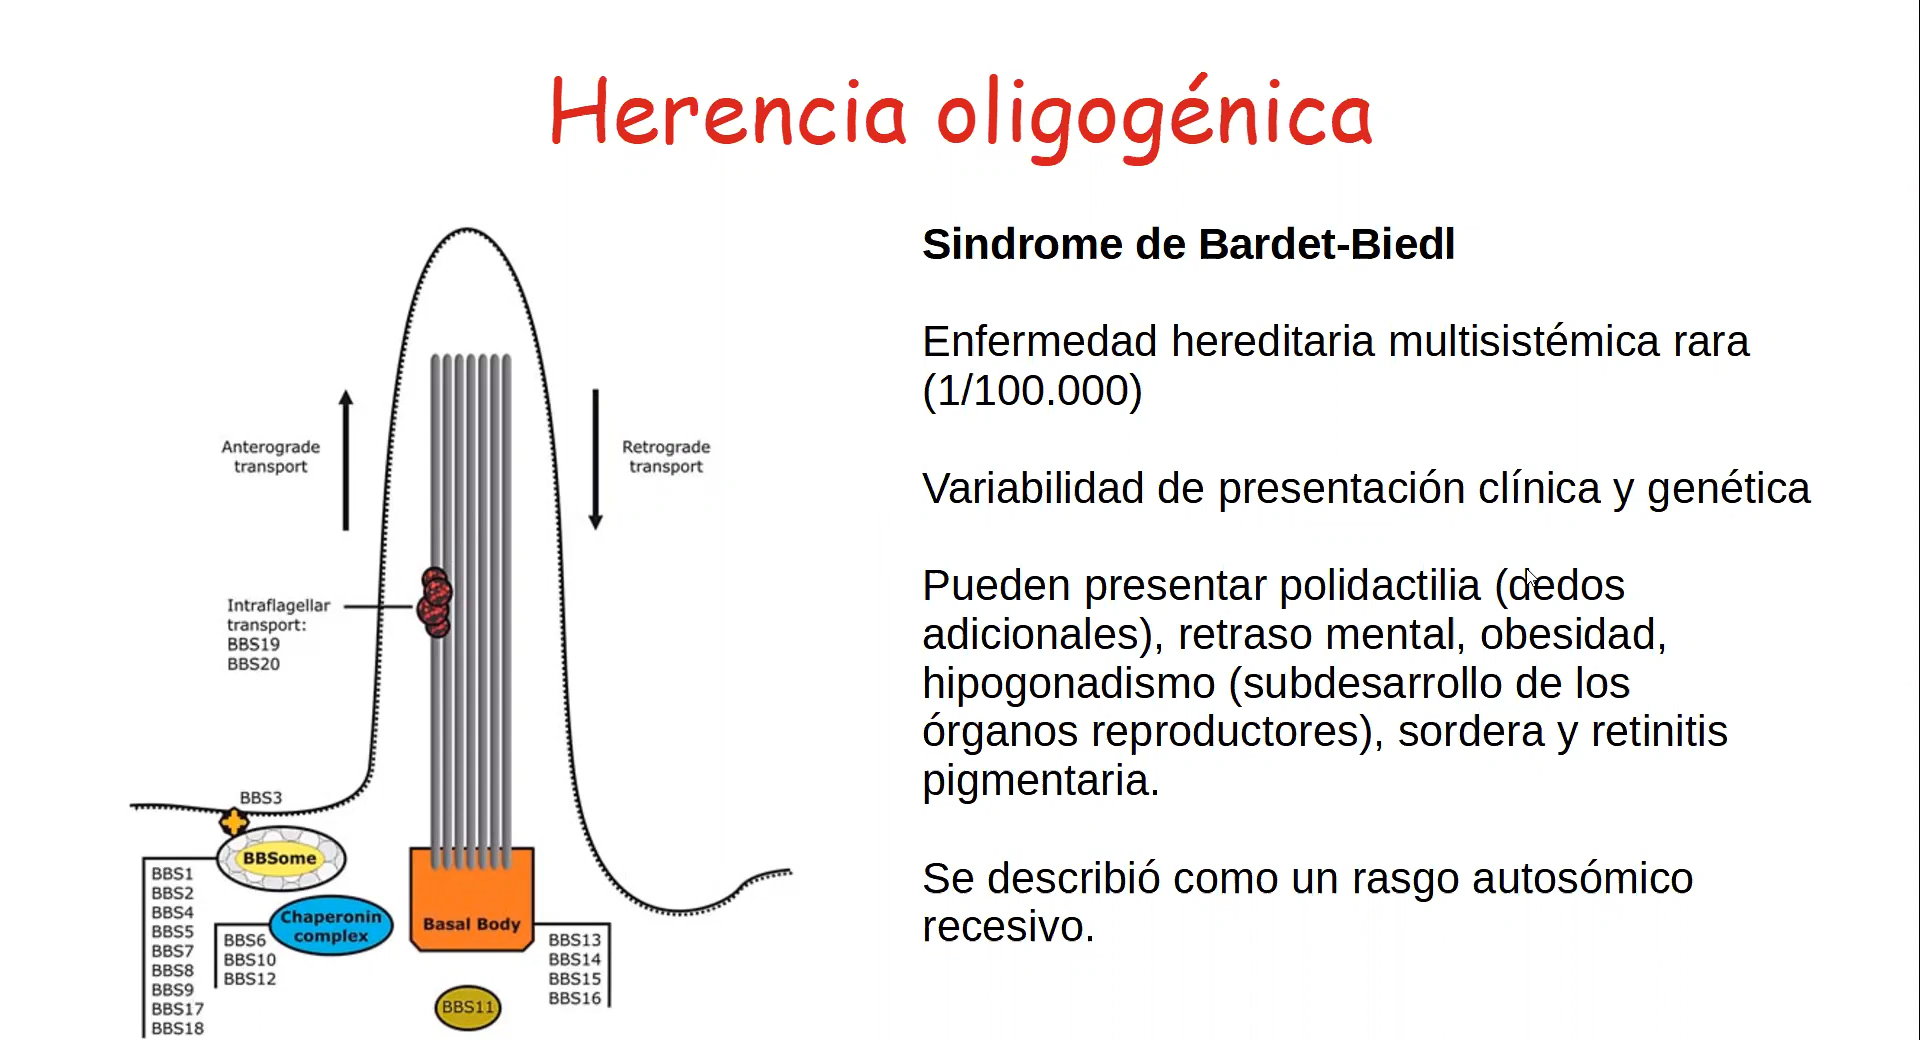 Herencia oligogénica
Anterograde
transport
Retrograde
transport
Intraflagellar
transport:
BBS19
BBS20
BBS3
BBSome
BBS1
BBS2
BBS4
BBS5
BBS7
BBS8
BBS9
BBS17
BBS18
Chaperonin
complex
BBS6
BBS10
BBS12
Basal Body
BBS13
BBS14
BBS15
BBS16
BBS11
Sindrome de Bardet-Biedl
Enfermedad hereditaria multisistémica rara
(1/100.000)
Variabilidad de presentación clínica y genética
Pueden presentar polidactilia (dedos
adicionales), retraso mental, obesidad,
hipogonadismo (subdesarrollo de los
órganos reproductores), sordera y retinitis
pigmentaria.
Se describió como un rasgo autosómico
recesivo.